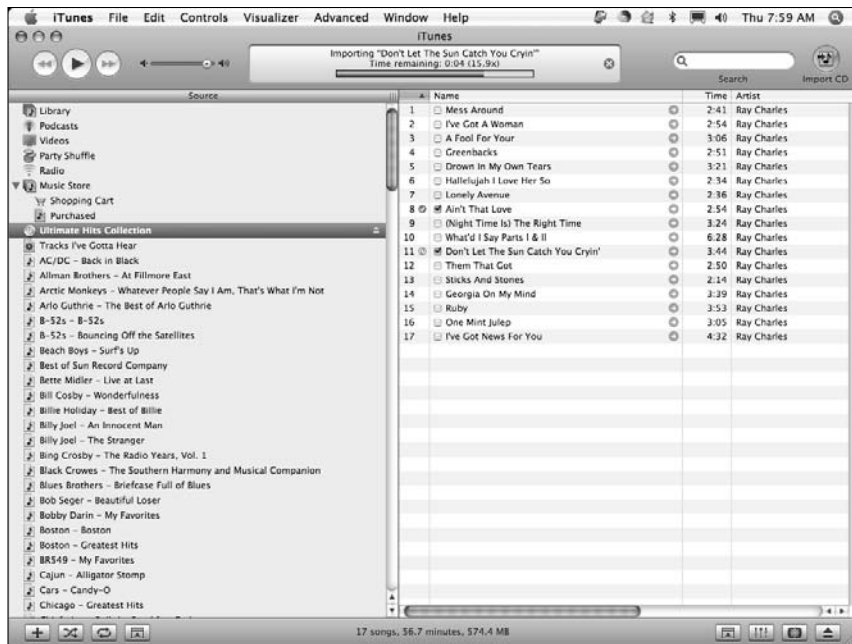 iTunes File Edit Controls Visualizer Advanced Window Help Thu 7:59 AM
iTunes
Importing "Don't Let The Sun Catch You Cryin'"
Time remaining: 0:04 (15.9x)
Search
Import CD
Source
Library
Podcasts
Videos
Party Shuffle
Radio
Music Store
Shopping Cart
Purchased
Ultimate Hits Collection
Tracks I've Gotta Hear
AC/DC - Back in Black
Allman Brothers - At Fillmore East
Arctic Monkeys - Whatever People Say I Am, That's What I'm Not
Arlo Guthrie - The Best of Arlo Guthrie
B-52s - B-52s
B-52s - Bouncing Off the Satellites
Beach Boys - Surf's Up
Best of Sun Record Company
Bette Midler - Live at Last
Bill Cosby - Wonderfulness
Billie Holiday - Best of Billie
Billy Joel - An Innocent Man
Billy Joel - The Stranger
Bing Crosby - The Radio Years, Vol. 1
Black Crowes - The Southern Harmony and Musical Companion
Blues Brothers - Briefcase Full of Blues
Bob Seger - Beautiful Loser
Bobby Darin - My Favorites
Boston - Boston
Boston - Greatest Hits
BR549 - My Favorites
Cajun - Alligator Stomp
Cars - Candy-O
Chicago - Greatest Hits
Name Time Artist
1 Mess Around 2:41 Ray Charles
2 I've Got A Woman 2:54 Ray Charles
3 A Fool For Your 3:06 Ray Charles
4 Greenbacks 2:51 Ray Charles
5 Drown In My Own Tears 3:21 Ray Charles
6 Hallelujah I Love Her So 2:34 Ray Charles
7 Lonely Avenue 2:36 Ray Charles
8 Ain't That Love 2:54 Ray Charles
9 (Night Time Is) The Right Time 3:24 Ray Charles
10 What'd I Say Parts I & II 6:28 Ray Charles
11 Don't Let The Sun Catch You Cryin' 3:44 Ray Charles
12 Them That Got 2:50 Ray Charles
13 Sticks And Stones 2:14 Ray Charles
14 Georgia On My Mind 3:39 Ray Charles
15 Ruby 3:53 Ray Charles
16 One Mint Julep 3:05 Ray Charles
17 I've Got News For You 4:32 Ray Charles
17 songs, 56.7 minutes, 574.4 MB